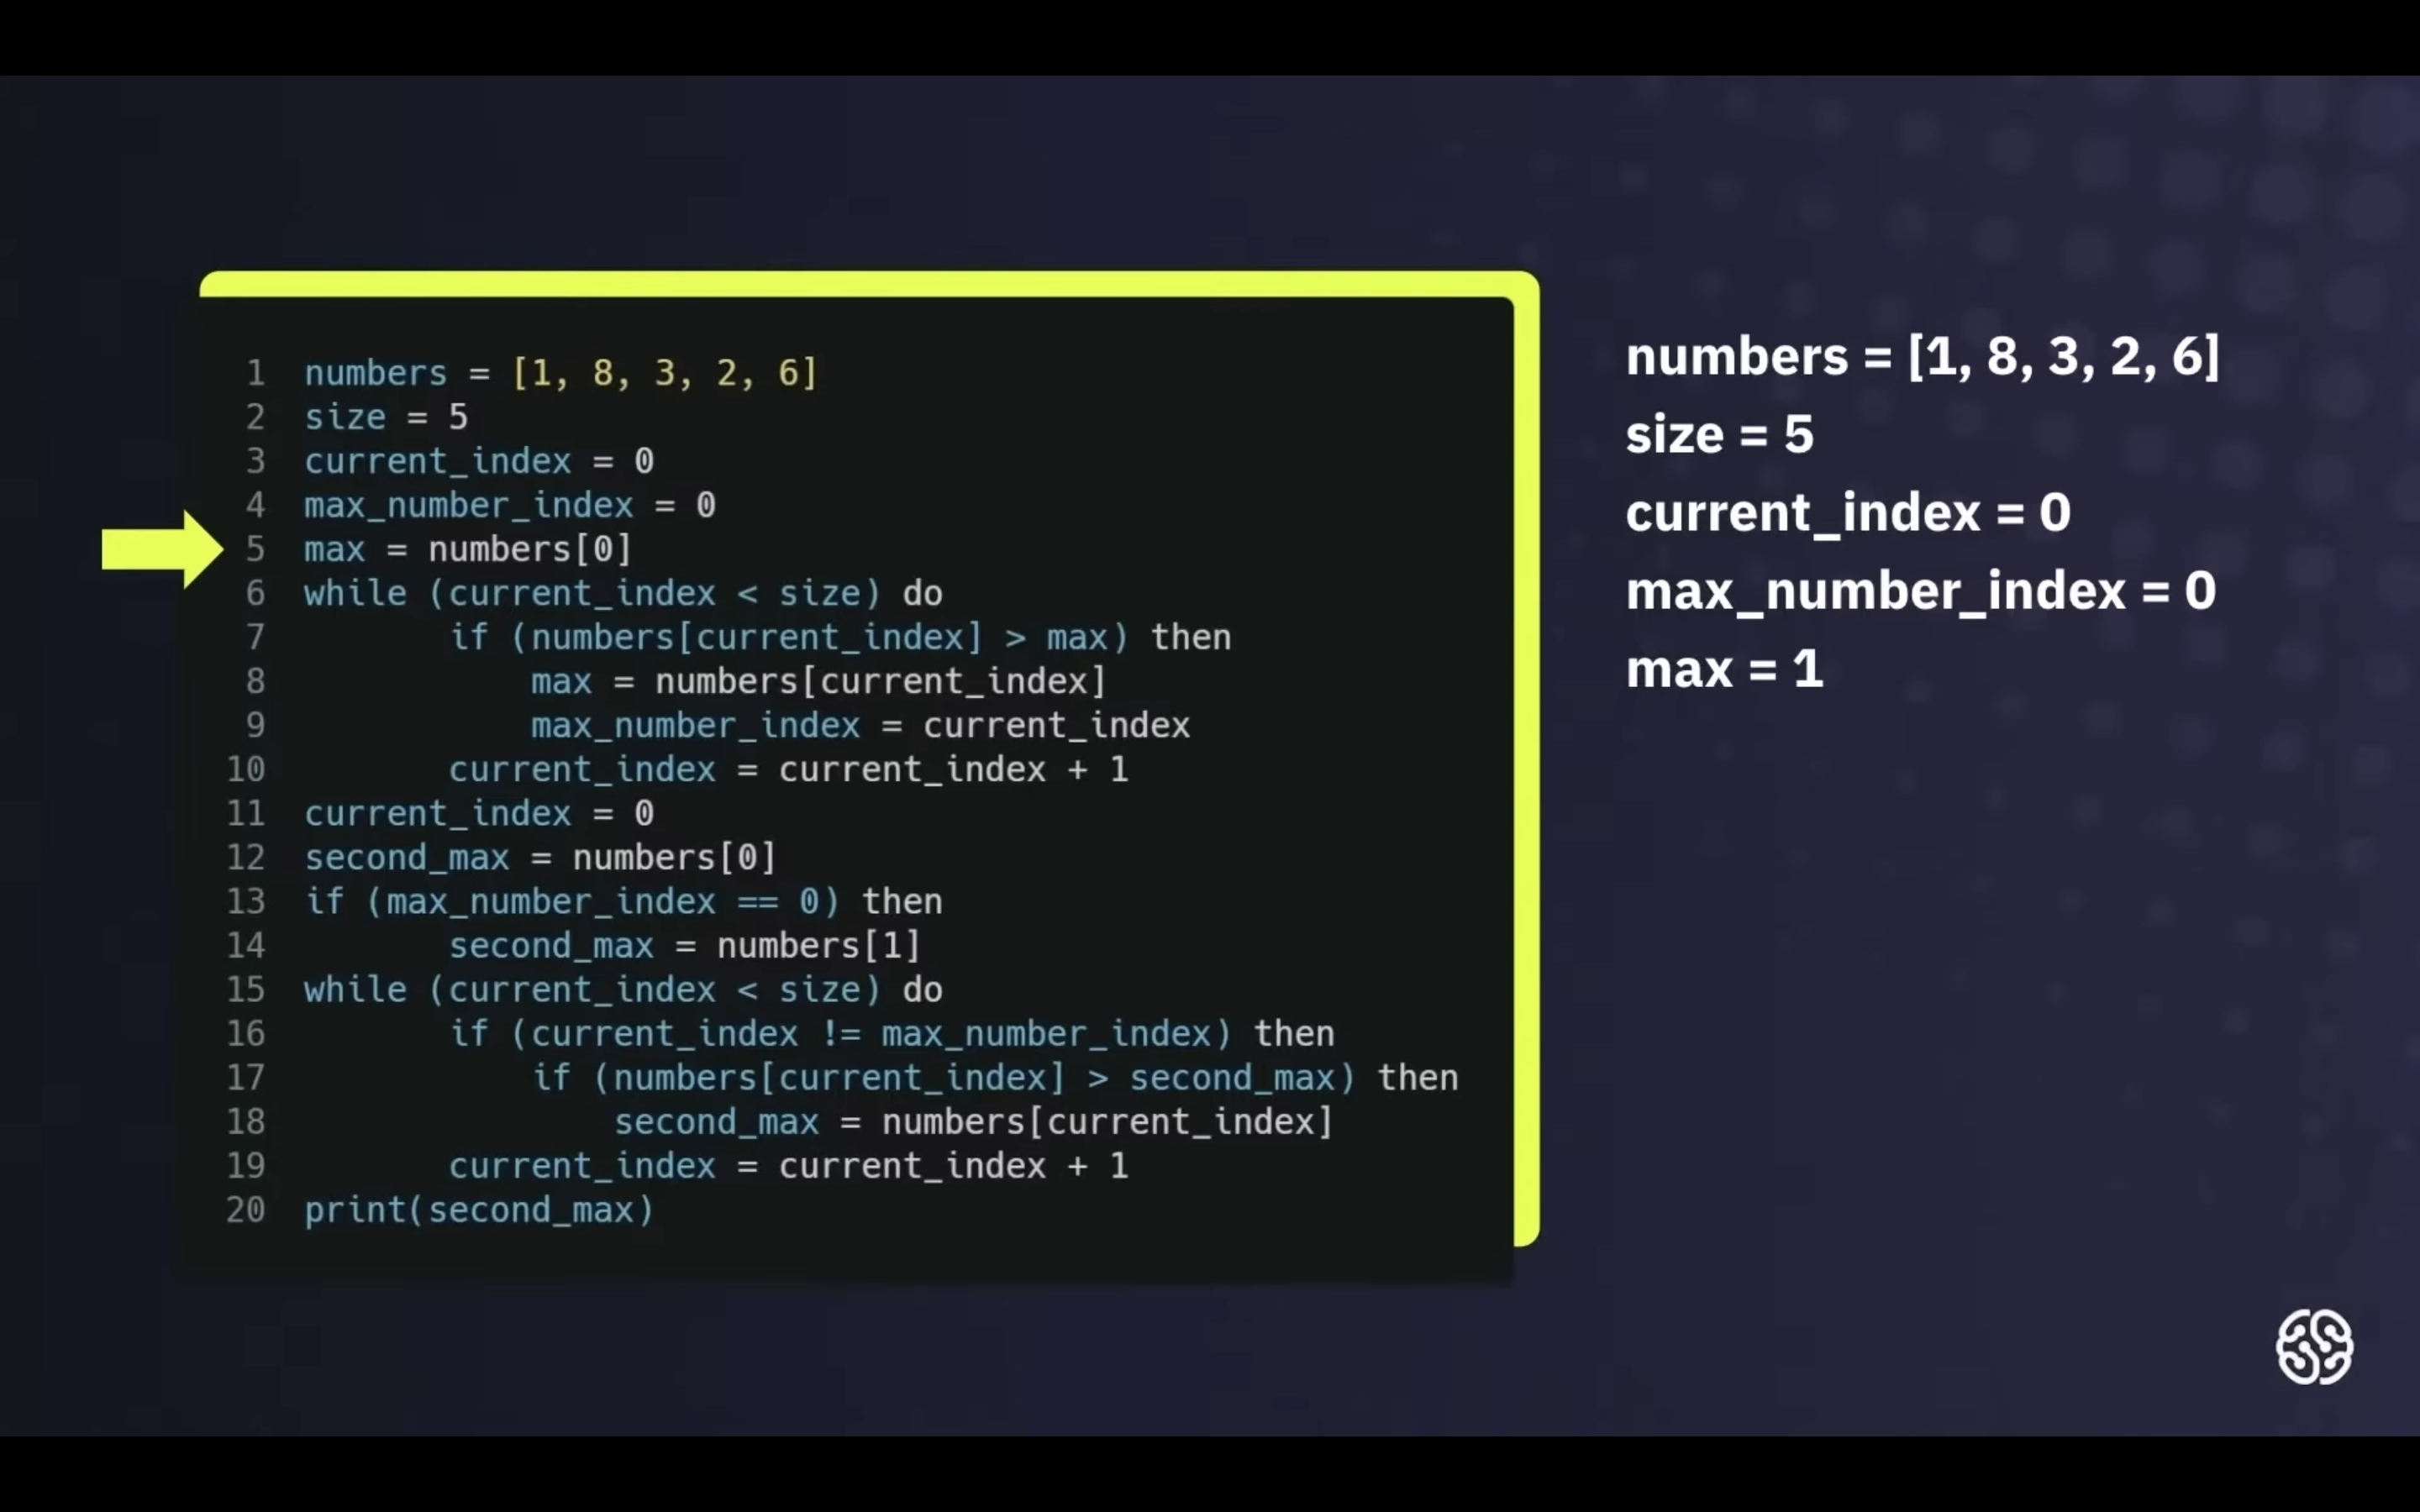 1 numbers = [1, 8, 3, 2, 6]
2 size = 5
3 current_index = 0
4 max_number_index = 0
5 max = numbers[0]
6 while (current_index < size) do
7 if (numbers[current_index] > max) then
8 max = numbers[current_index]
9 max_number_index = current_index
10 current_index = current_index + 1
11 current_index = 0
12 second_max = numbers[0]
13 if (max_number_index == 0) then
14 second_max = numbers[1]
15 while (current_index < size) do
16 if (current_index != max_number_index) then
17 if (numbers[current_index] > second_max) then
18 second_max = numbers[current_index]
19 current_index = current_index + 1
20 print(second_max)
numbers = [1, 8, 3, 2, 6]
size = 5
current_index = 0
max_number_index = 0
max = 1